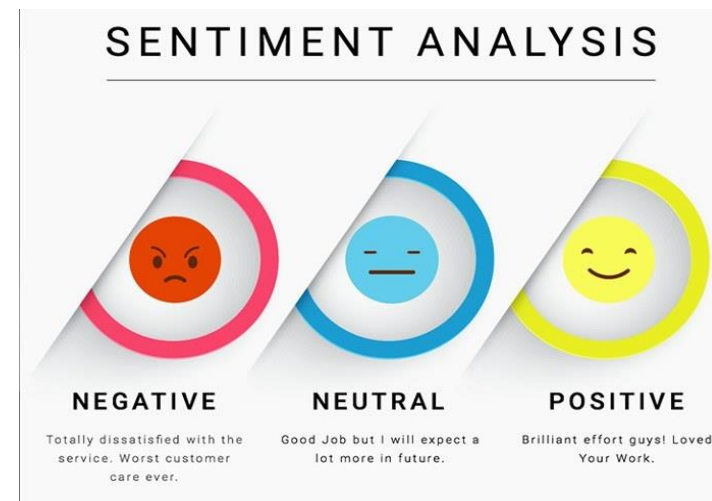 SENTIMENT ANALYSIS
NEGATIVE
Totally dissatisfied with the
service. Worst customer
care ever.
NEUTRAL
Good Job but I will expect a
lot more in future.
POSITIVE
Brilliant effort guys! Loved
Your Work.